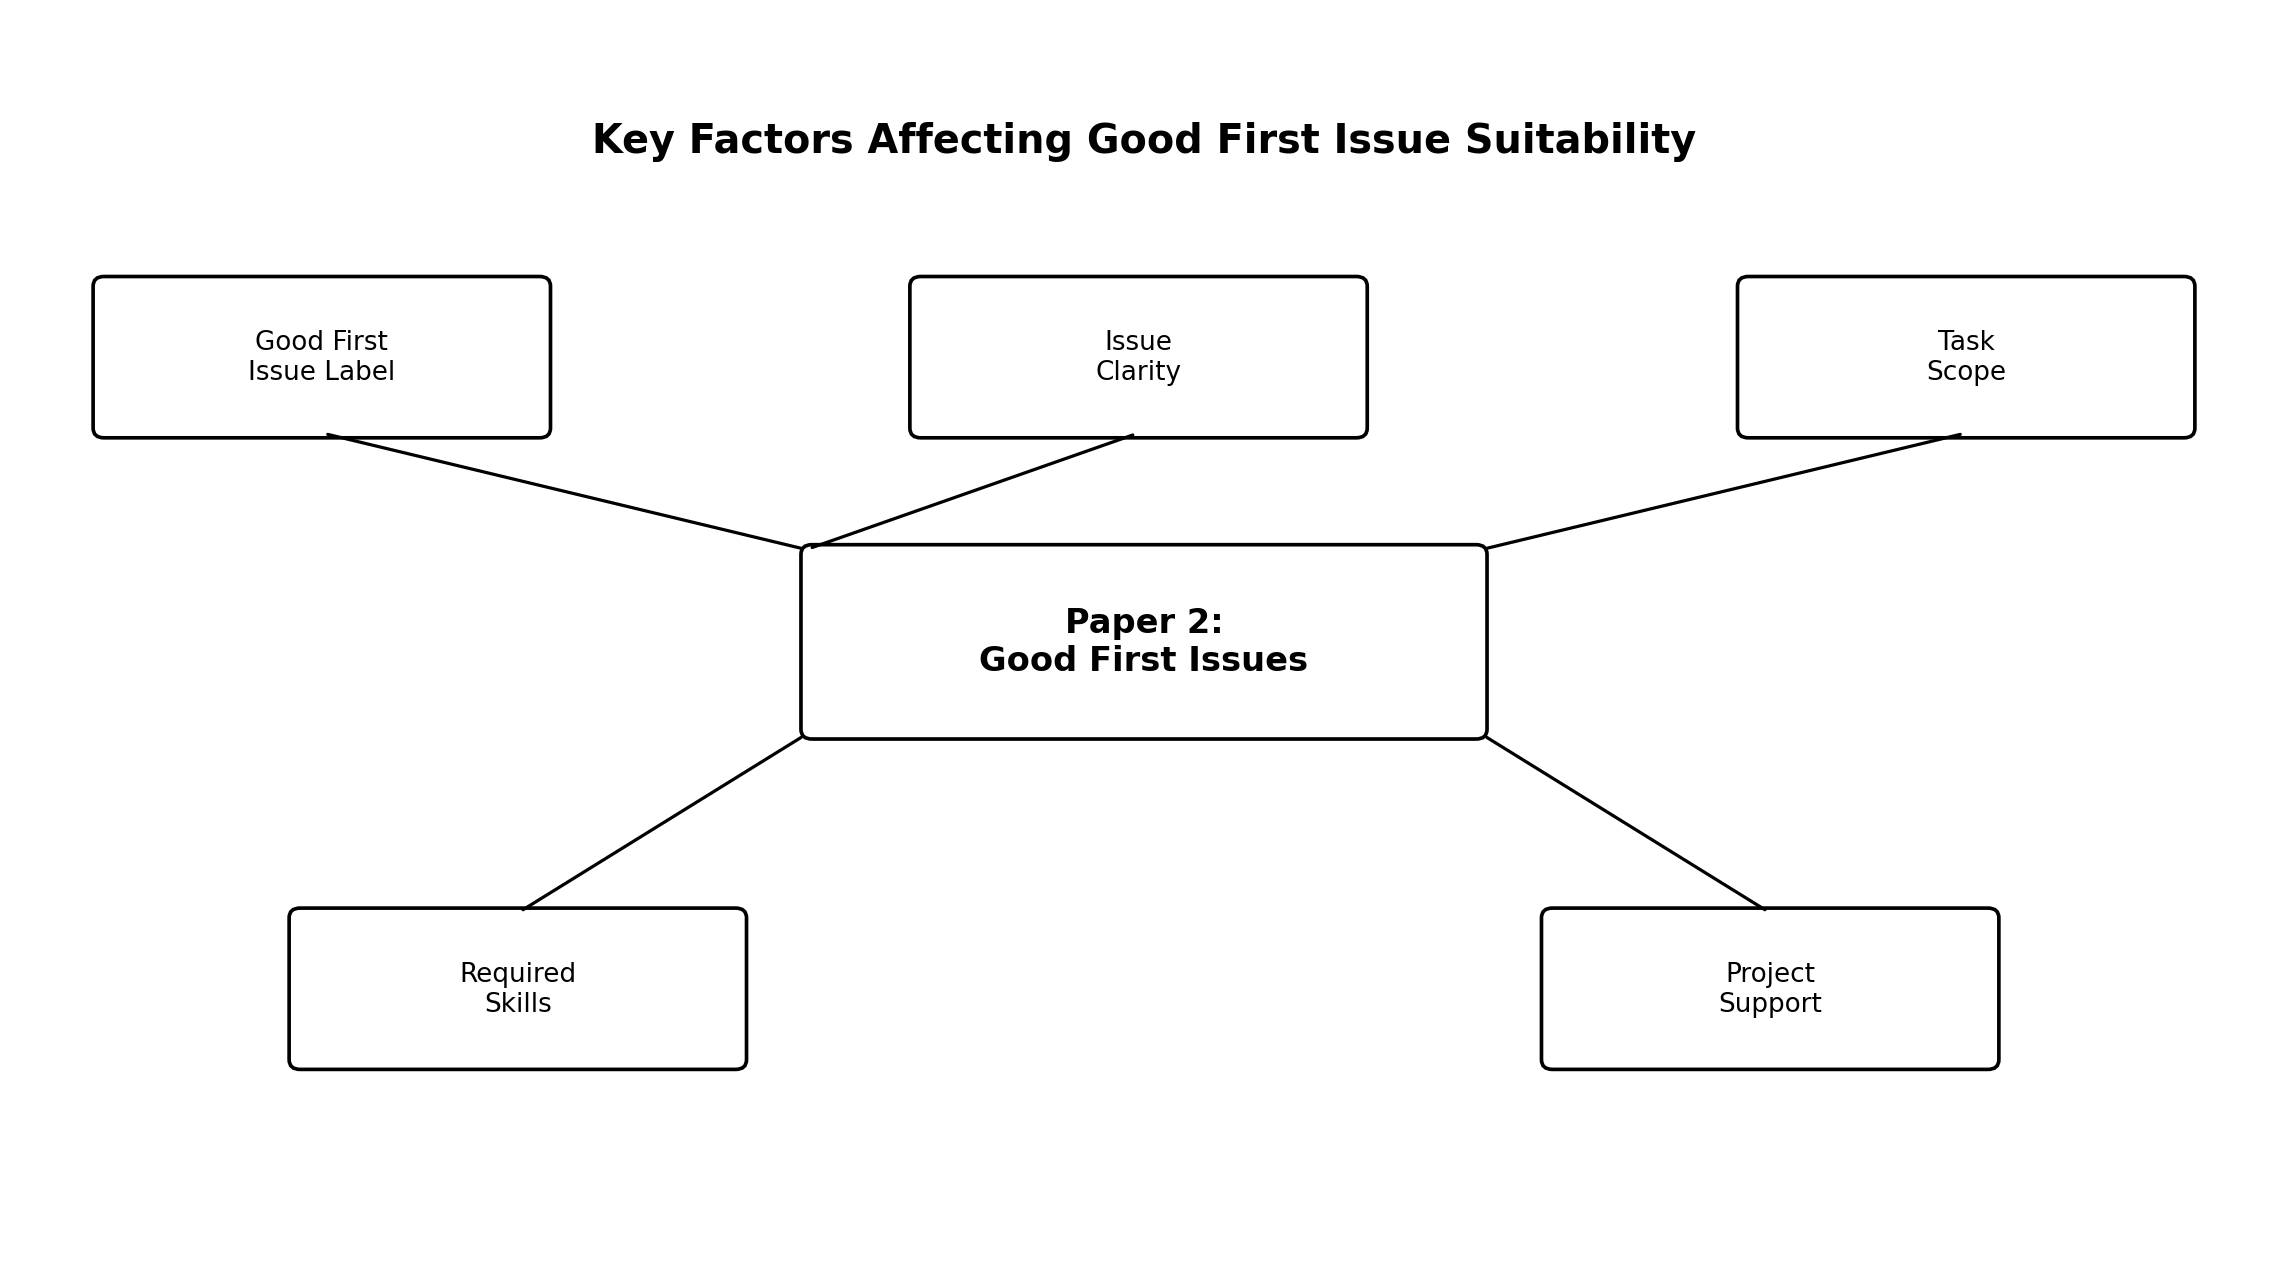 Key Factors Affecting Good First Issue Suitability
Good First
Issue Label
Issue
Clarity
Task
Scope
Paper 2:
Good First Issues
Required
Skills
Project
Support